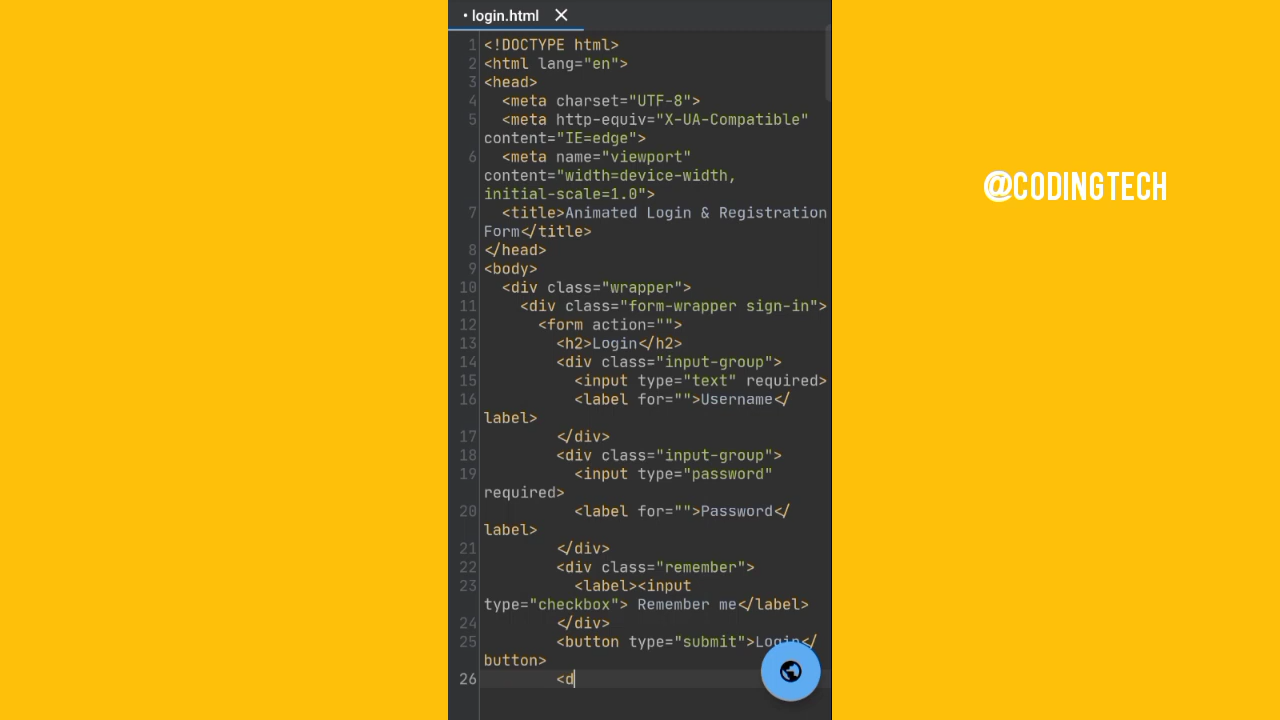 • login.html ✕
1 <!DOCTYPE html>
2 <html lang="en">
3 <head>
4 <meta charset="UTF-8">
5 <meta http-equiv="X-UA-Compatible"
content="IE=edge">
6 <meta name="viewport"
content="width=device-width,
initial-scale=1.0">
7 <title>Animated Login & Registration
Form</title>
8 </head>
9 <body>
10 <div class="wrapper">
11 <div class="form-wrapper sign-in">
12 <form action="">
13 <h2>Login</h2>
14 <div class="input-group">
15 <input type="text" required>
16 <label for="">Username</
label>
17 </div>
18 <div class="input-group">
19 <input type="password"
required>
20 <label for="">Password</
label>
21 </div>
22 <div class="remember">
23 <label><input
type="checkbox"> Remember me</label>
24 </div>
25 <button type="submit">Login</
button>
26 <d
@CODINGTECH